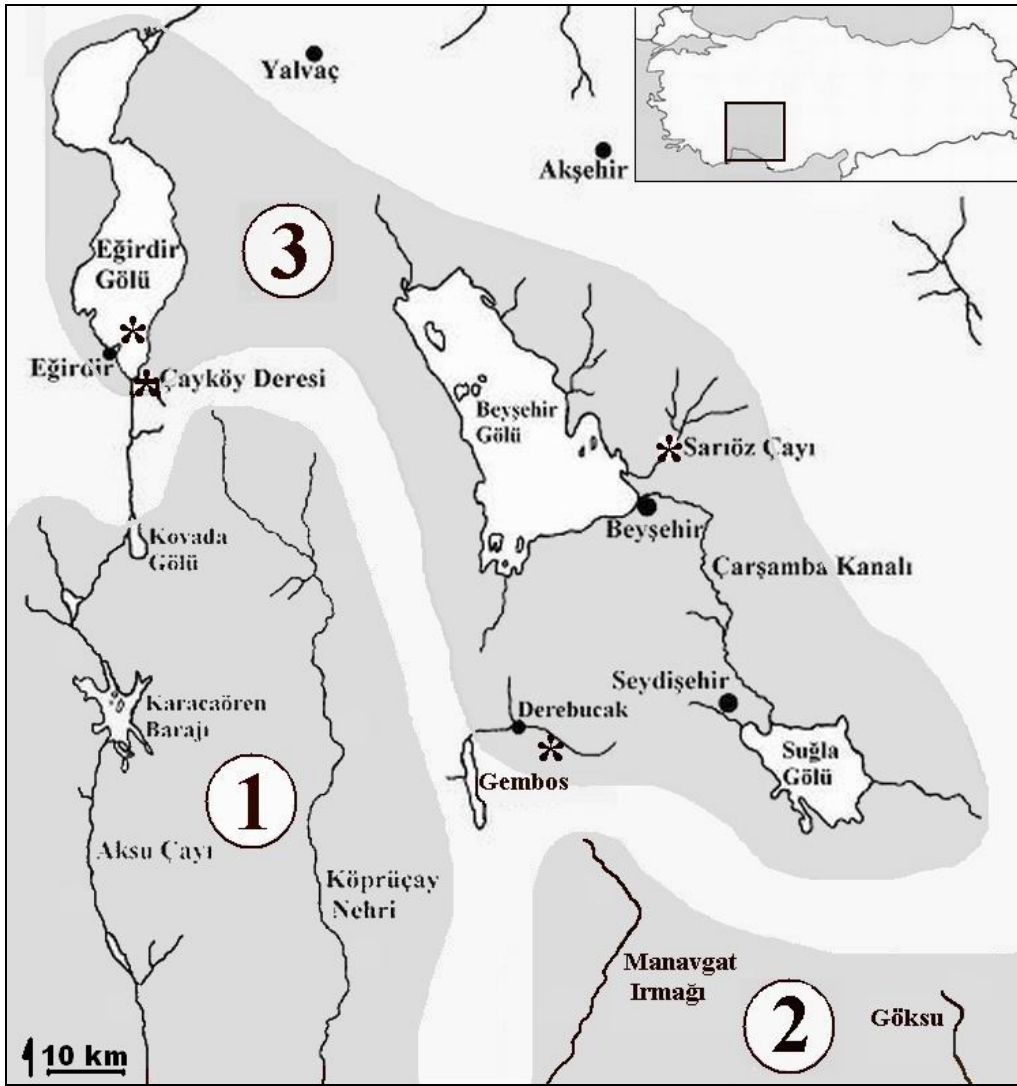 Yalvaç
Akşehir
3
Eğirdir
Gölü
Eğirdir
Çayköy Deresi
Beyşehir
Gölü
Sarıöz Çayı
Beyşehir
Kovada
Gölü
Çarşamba Kanalı
Seydişehir
Karacaören
Barajı
Derebucak
Suğla
Gölü
Gembos
1
Aksu Çayı
Köprüçay
Nehri
Manavgat
Irmağı
2
Göksu
10 km